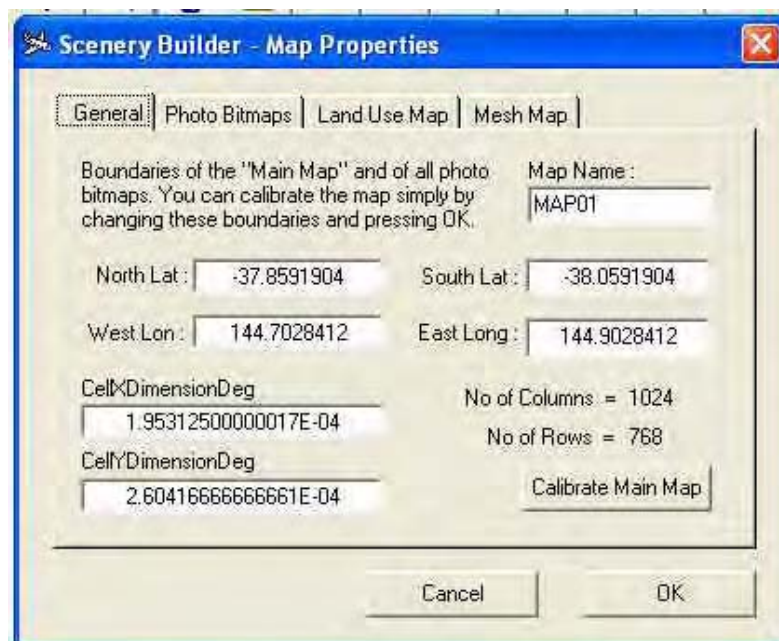 Scenery Builder - Map Properties
General Photo Bitmaps Land Use Map Mesh Map
Boundaries of the "Main Map" and of all photo
bitmaps. You can calibrate the map simply by
changing these boundaries and pressing OK.
Map Name :
MAP01
North Lat : -37.8591904 South Lat : -38.0591904
West Lon : 144.7028412 East Long : 144.9028412
CellXDimensionDeg
1.95312500000017E-04
No of Columns = 1024
No of Rows = 768
CellYDimensionDeg
2.60416666666661E-04
Calibrate Main Map
Cancel OK